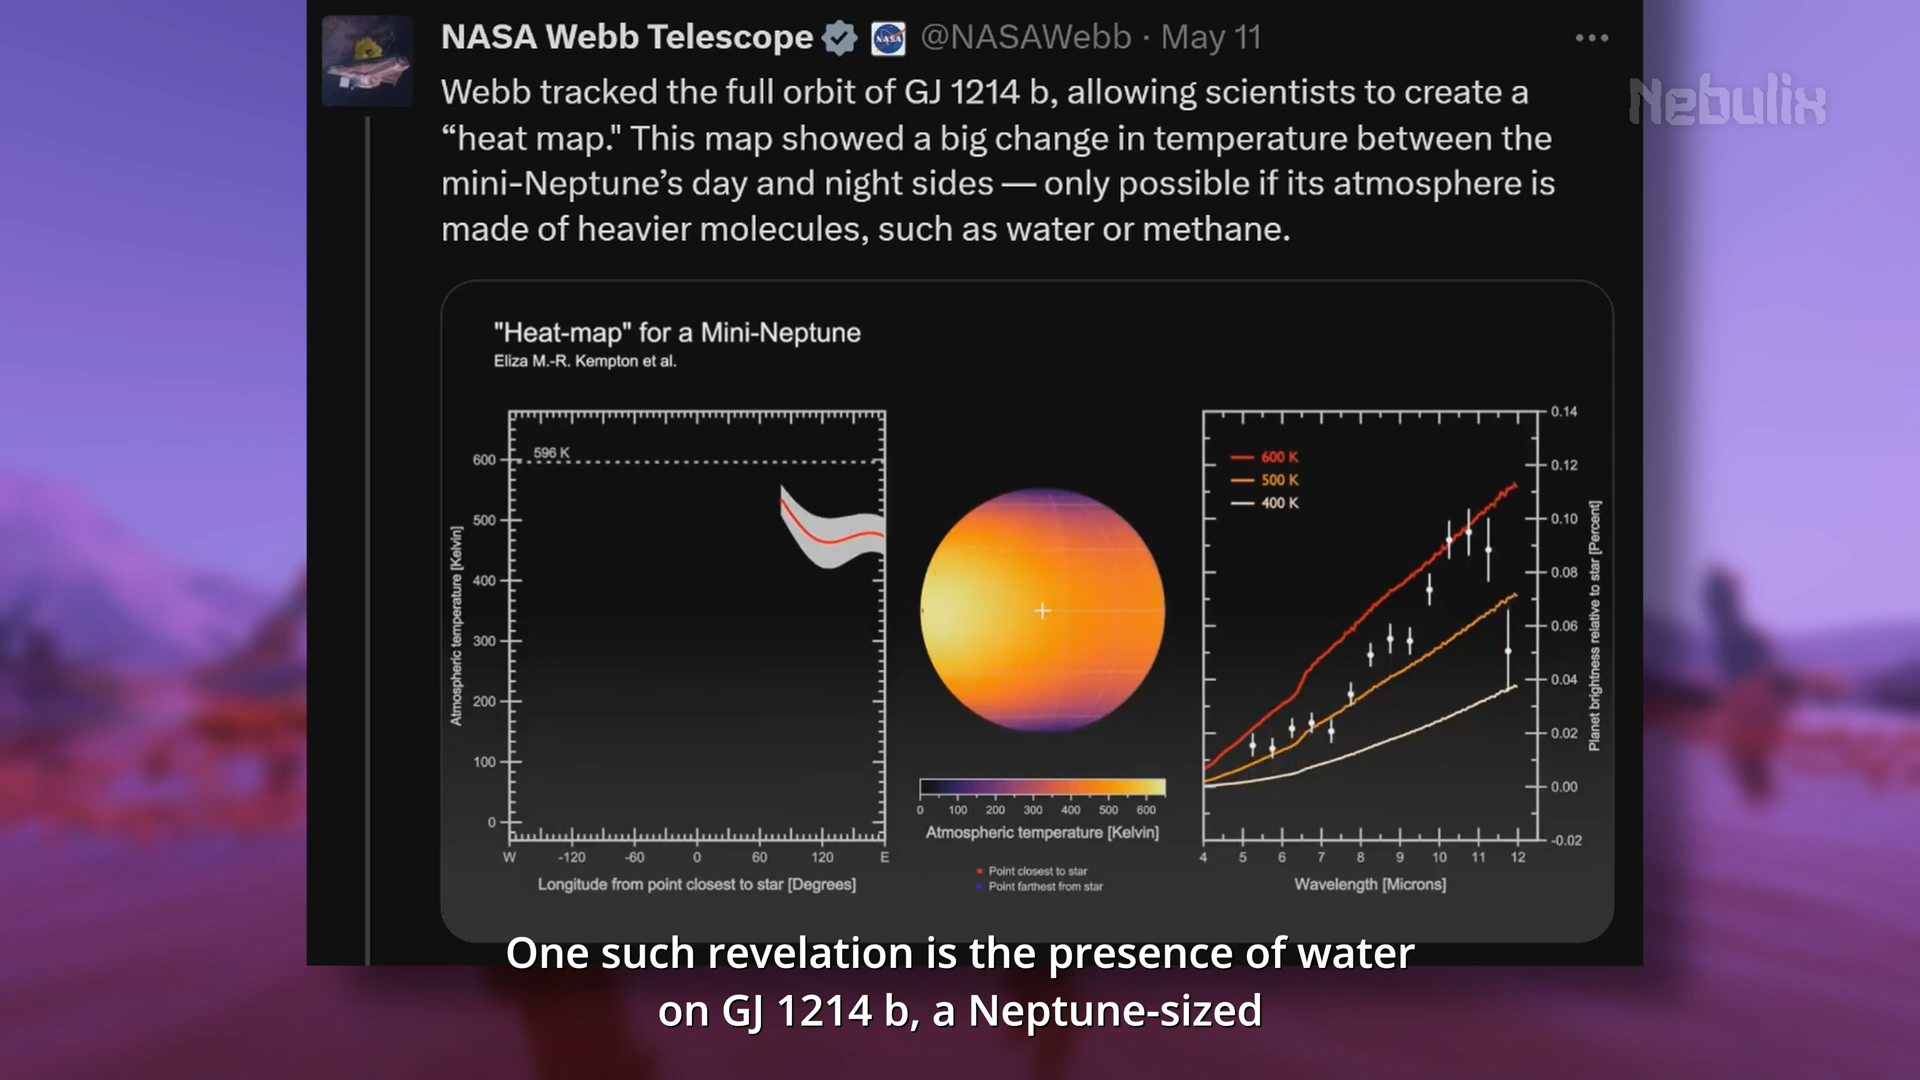 NASA Webb Telescope NASA @NASAWebb · May 11
Nebulix
Webb tracked the full orbit of GJ 1214 b, allowing scientists to create a
“heat map." This map showed a big change in temperature between the
mini-Neptune’s day and night sides — only possible if its atmosphere is
made of heavier molecules, such as water or methane.
"Heat-map" for a Mini-Neptune
Eliza M.-R. Kempton et al.
596 K
600
500
400
300
200
100
0
Atmospheric temperature [Kelvin]
W -120 -60 0 60 120 E
Longitude from point closest to star [Degrees]
0 100 200 300 400 500 600
Atmospheric temperature [Kelvin]
Point closest to star
Point farthest from star
600 K
500 K
400 K
0.14
0.12
0.10
0.08
0.06
0.04
0.02
0.00
-0.02
Planet brightness relative to star [Percent]
4 5 6 7 8 9 10 11 12
Wavelength [Microns]
One such revelation is the presence of water
on GJ 1214 b, a Neptune-sized